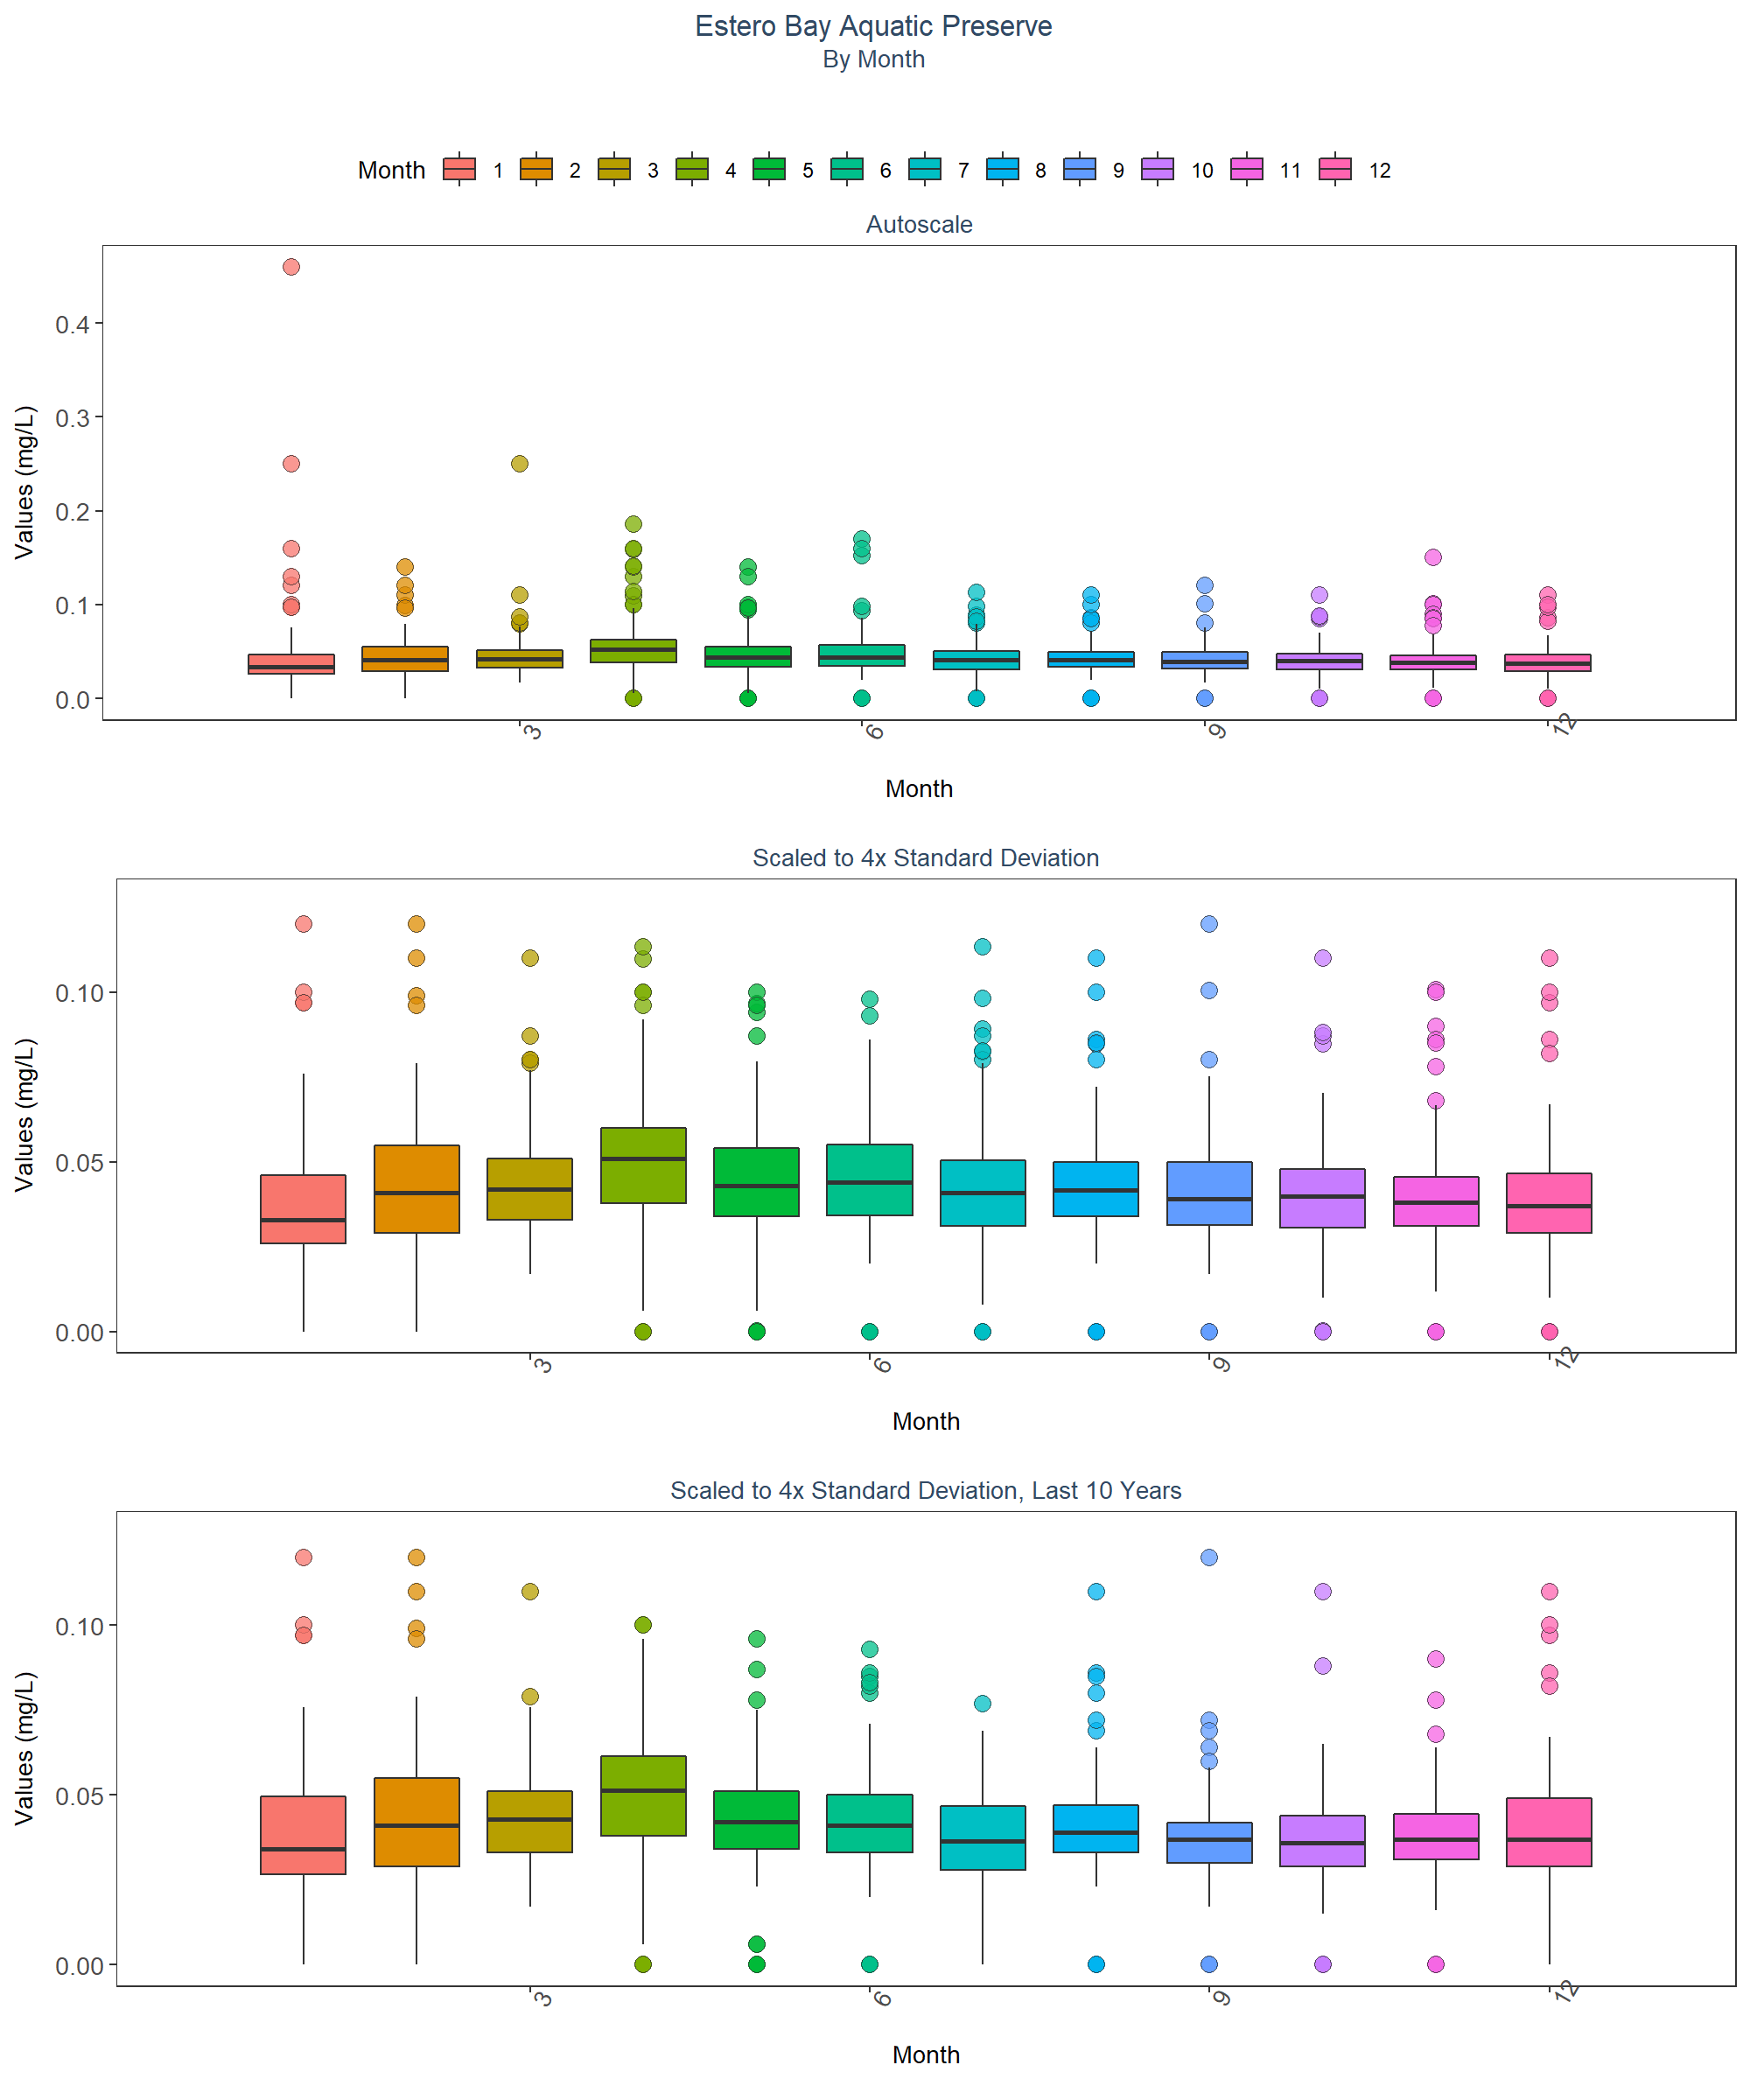 Estero Bay Aquatic Preserve
By Month
Month 1 2 3 4 5 6 7 8 9 10 11 12
Autoscale
Values (mg/L)
0.4
0.3
0.2
0.1
0.0
3 6 9 12
Month
Scaled to 4x Standard Deviation
Values (mg/L)
0.10
0.05
0.00
3 6 9 12
Month
Scaled to 4x Standard Deviation, Last 10 Years
Values (mg/L)
0.10
0.05
0.00
3 6 9 12
Month